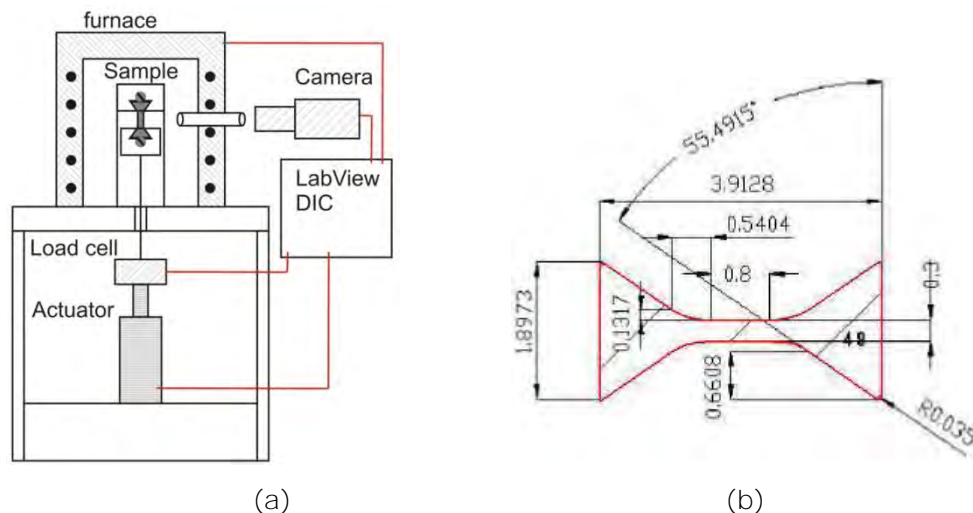 furnace
Sample
Camera
LabView
DIC
Load cell
Actuator
(a)
55.4915°
3.9128
0.5404
0.8
0.3
1.8973
0.1317
0.6608
R0.035
(b)